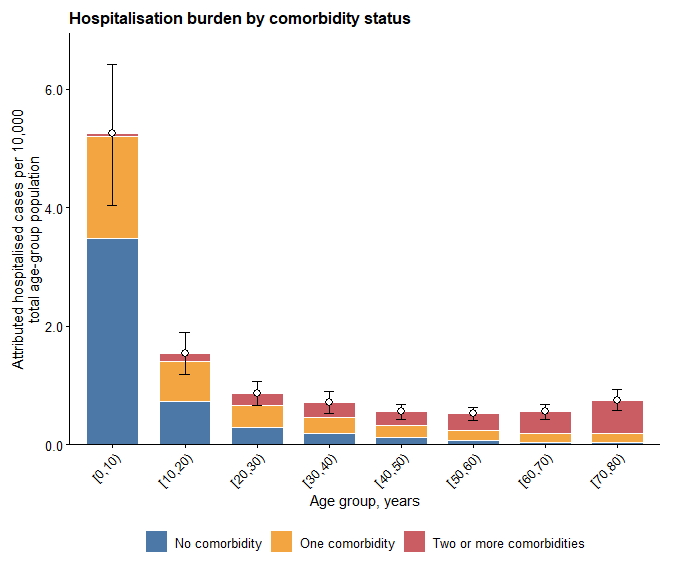 Hospitalisation burden by comorbidity status
Attributed hospitalised cases per 10,000
total age-group population
6.0
4.0
2.0
0.0
[0,10)
[10,20)
[20,30)
[30,40)
[40,50)
[50,60)
[60,70)
[70,80)
Age group, years
No comorbidity
One comorbidity
Two or more comorbidities